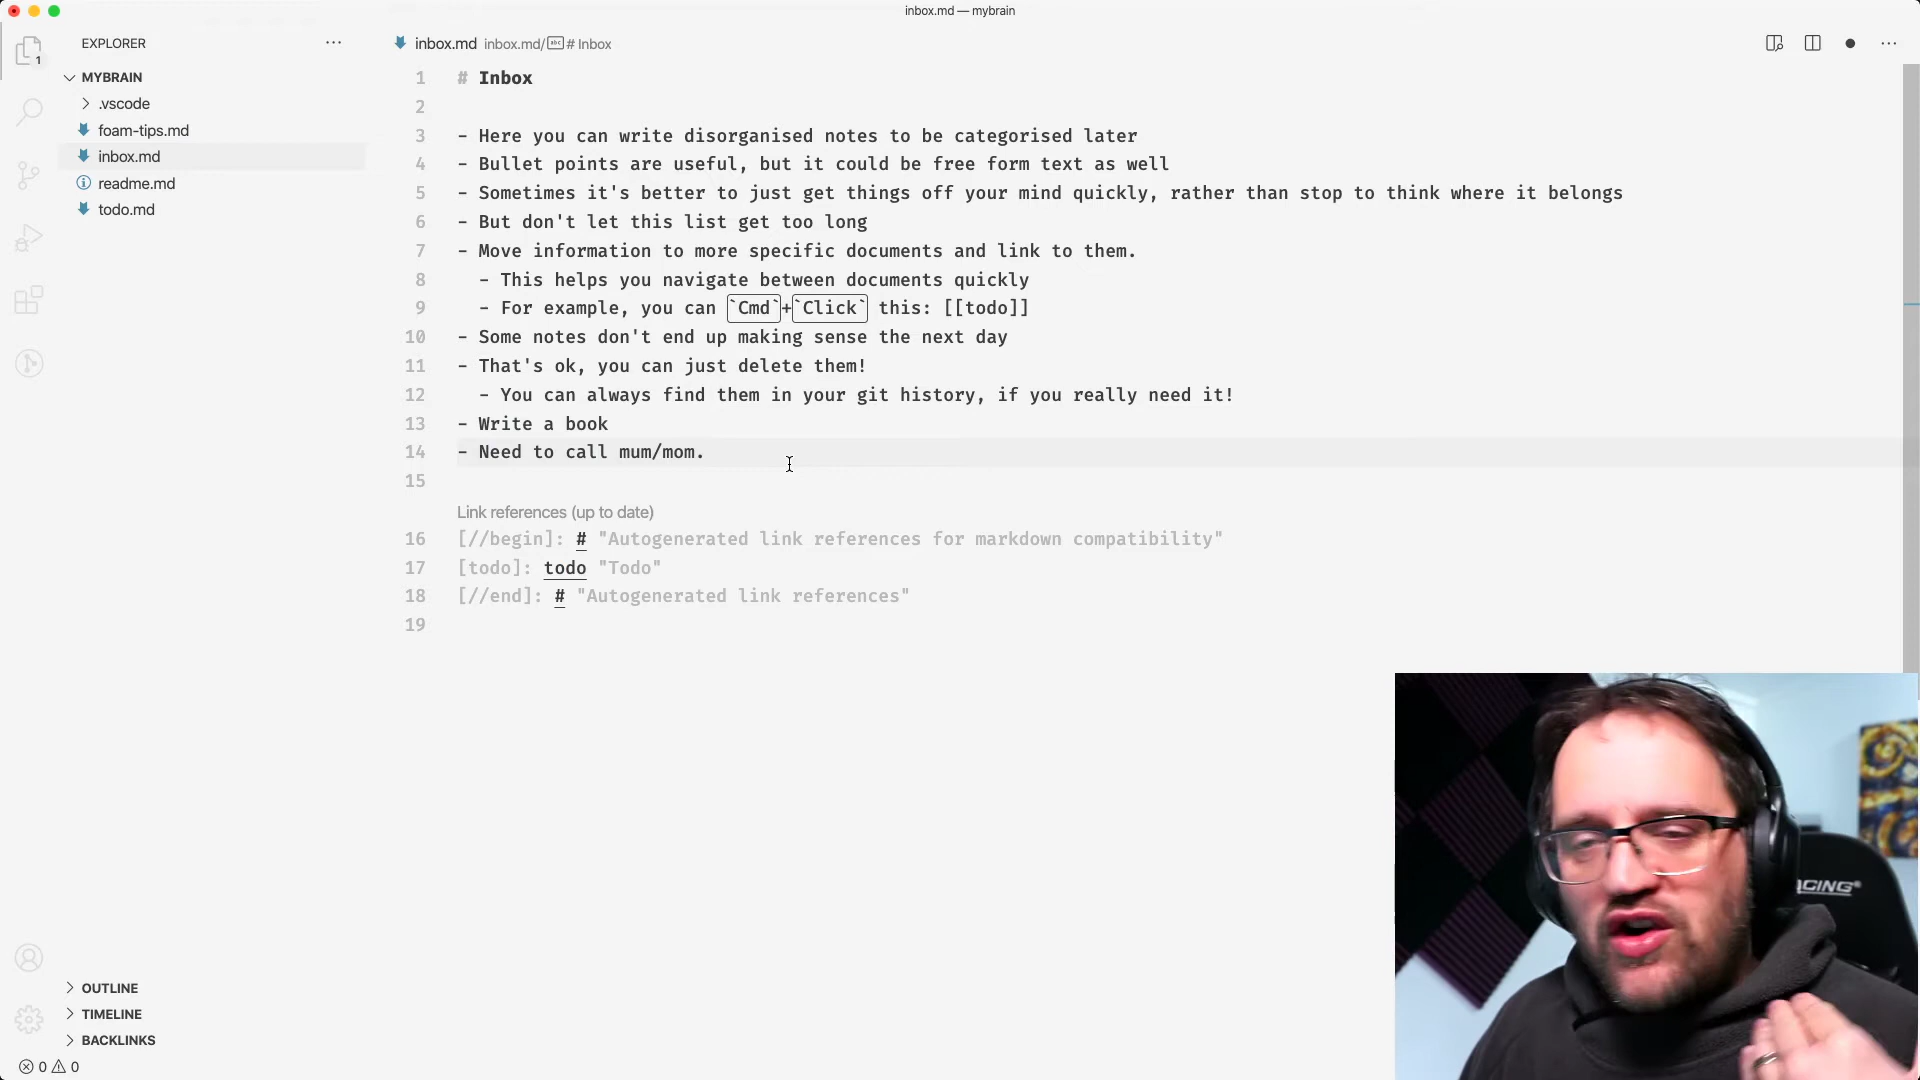 inbox.md — mybrain
EXPLORER
1
MYBRAIN
.vscode
foam-tips.md
inbox.md
readme.md
todo.md
OUTLINE
TIMELINE
BACKLINKS
0 0
inbox.md inbox.md/ abc # Inbox
1 # Inbox
2
3 - Here you can write disorganised notes to be categorised later
4 - Bullet points are useful, but it could be free form text as well
5 - Sometimes it's better to just get things off your mind quickly, rather than stop to think where it belongs
6 - But don't let this list get too long
7 - Move information to more specific documents and link to them.
8 - This helps you navigate between documents quickly
9 - For example, you can `Cmd`+`Click` this: [[todo]]
10 - Some notes don't end up making sense the next day
11 - That's ok, you can just delete them!
12 - You can always find them in your git history, if you really need it!
13 - Write a book
14 - Need to call mum/mom.
15
Link references (up to date)
16 [//begin]: # "Autogenerated link references for markdown compatibility"
17 [todo]: todo "Todo"
18 [//end]: # "Autogenerated link references"
19